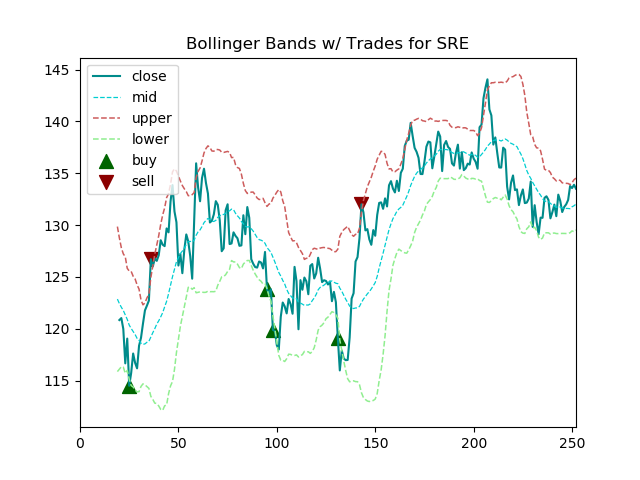 Bollinger Bands w/ Trades for SRE
145
140
135
130
125
120
115
close
mid
upper
lower
buy
sell
0 50 100 150 200 250